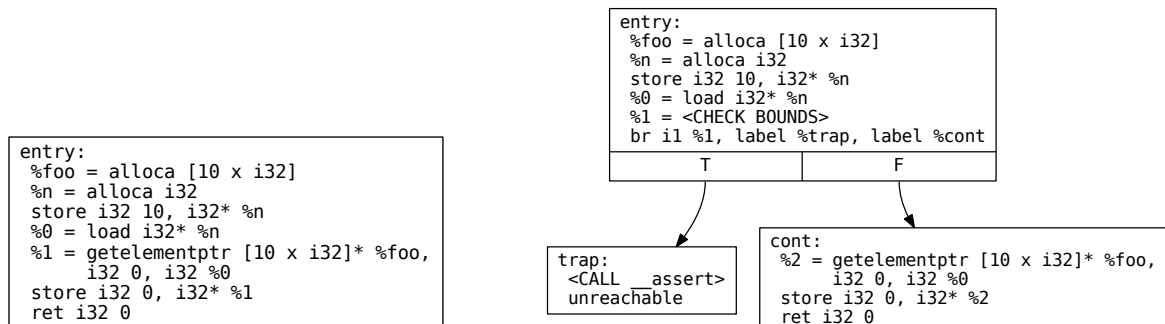 entry:
%foo = alloca [10 x i32]
%n = alloca i32
store i32 10, i32* %n
%0 = load i32* %n
%1 = getelementptr [10 x i32]* %foo,
i32 0, i32 %0
store i32 0, i32* %1
ret i32 0
entry:
%foo = alloca [10 x i32]
%n = alloca i32
store i32 10, i32* %n
%0 = load i32* %n
%1 = <CHECK BOUNDS>
br i1 %1, label %trap, label %cont
T F
trap:
<CALL __assert>
unreachable
cont:
%2 = getelementptr [10 x i32]* %foo,
i32 0, i32 %0
store i32 0, i32* %2
ret i32 0